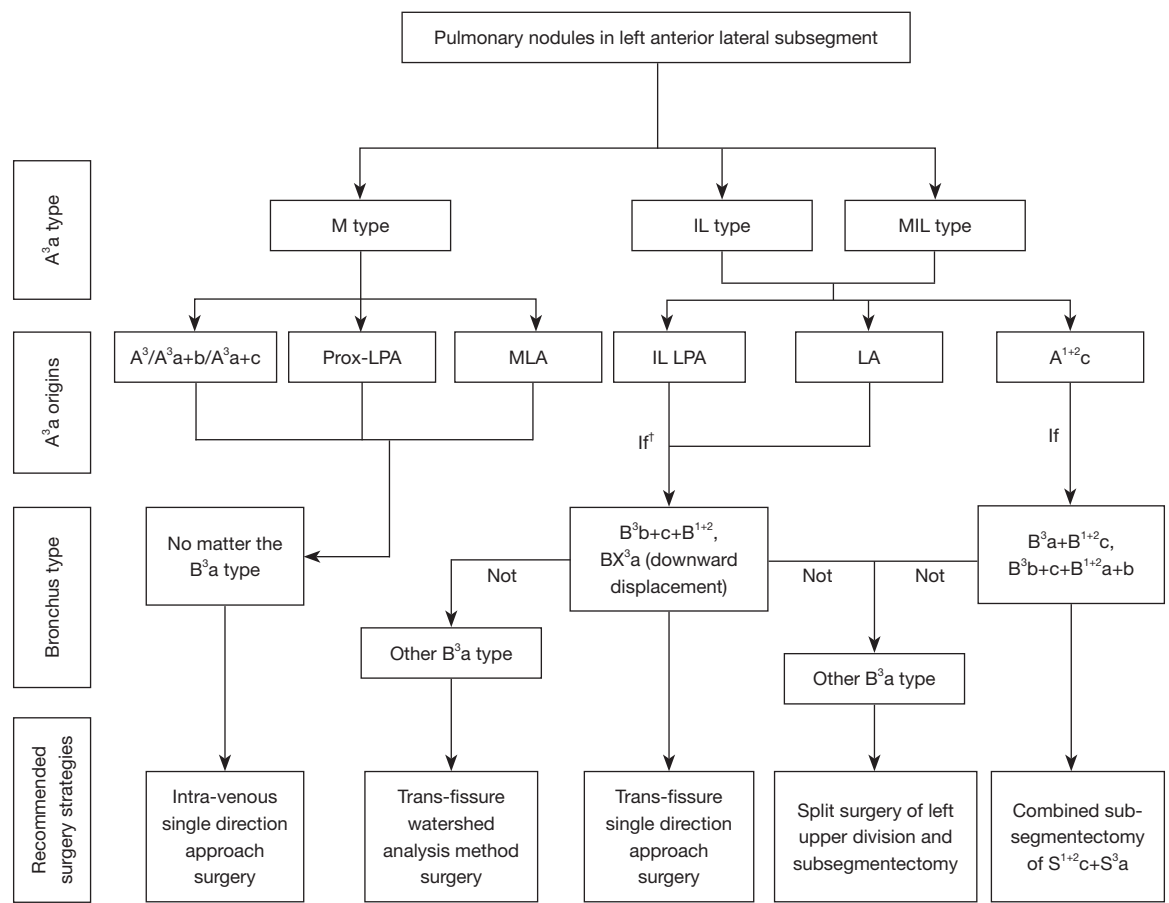 Pulmonary nodules in left anterior lateral subsegment
A³a type
M type
IL type
MIL type
A³a origins
A³/A³a+b/A³a+c
Prox-LPA
MLA
IL LPA
LA
A¹⁺²c
If†
If
Bronchus type
No matter the
B³a type
B³b+c+B¹⁺²,
BX³a (downward
displacement)
B³a+B¹⁺²c,
B³b+c+B¹⁺²a+b
Not
Not
Not
Other B³a type
Other B³a type
Recommended
surgery strategies
Intra-venous
single direction
approach
surgery
Trans-fissure
watershed
analysis method
surgery
Trans-fissure
single direction
approach
surgery
Split surgery of left
upper division and
subsegmentectomy
Combined sub-
segmentectomy
of S¹⁺²c+S³a